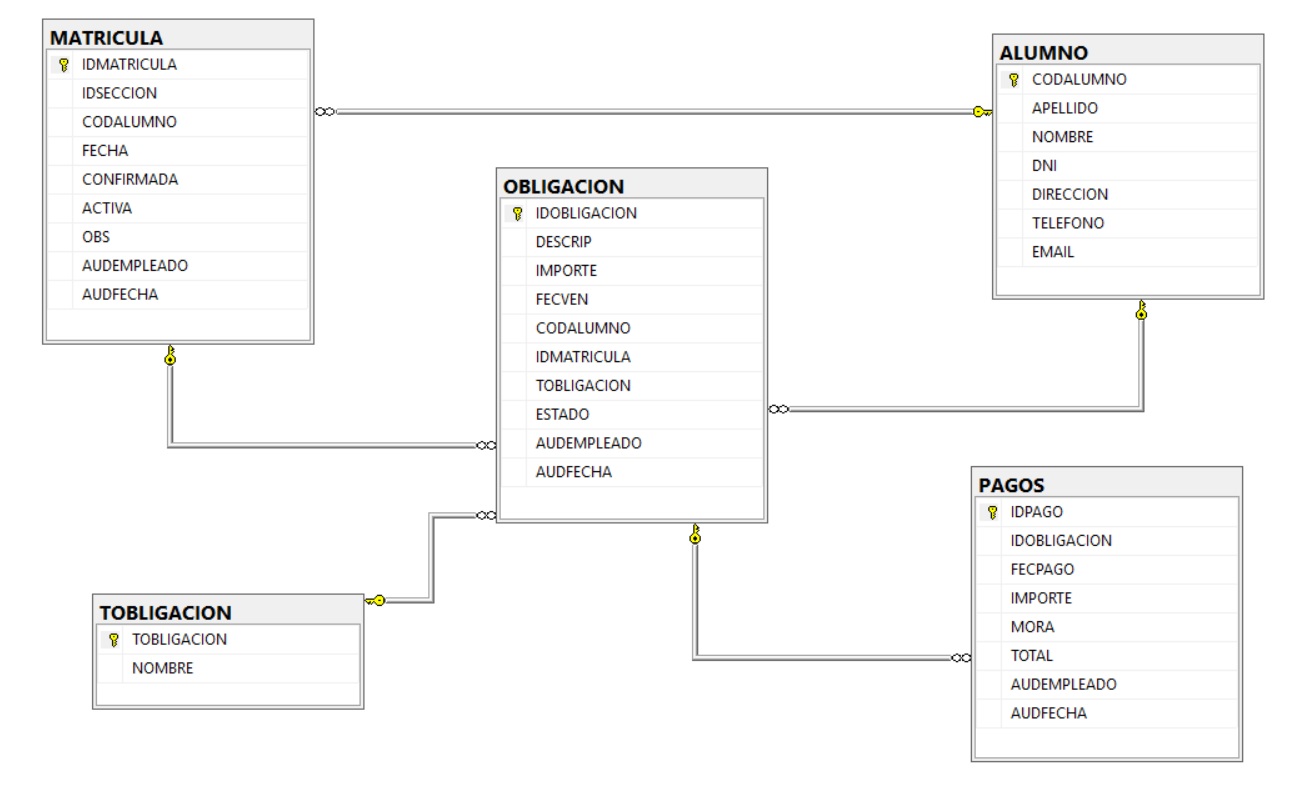 MATRICULA
IDMATRICULA
IDSECCION
CODALUMNO
FECHA
CONFIRMADA
ACTIVA
OBS
AUDEMPLEADO
AUDFECHA
ALUMNO
CODALUMNO
APELLIDO
NOMBRE
DNI
DIRECCION
TELEFONO
EMAIL
OBLIGACION
IDOBLIGACION
DESCRIP
IMPORTE
FECVEN
CODALUMNO
IDMATRICULA
TOBLIGACION
ESTADO
AUDEMPLEADO
AUDFECHA
PAGOS
IDPAGO
IDOBLIGACION
FECPAGO
IMPORTE
MORA
TOTAL
AUDEMPLEADO
AUDFECHA
TOBLIGACION
TOBLIGACION
NOMBRE